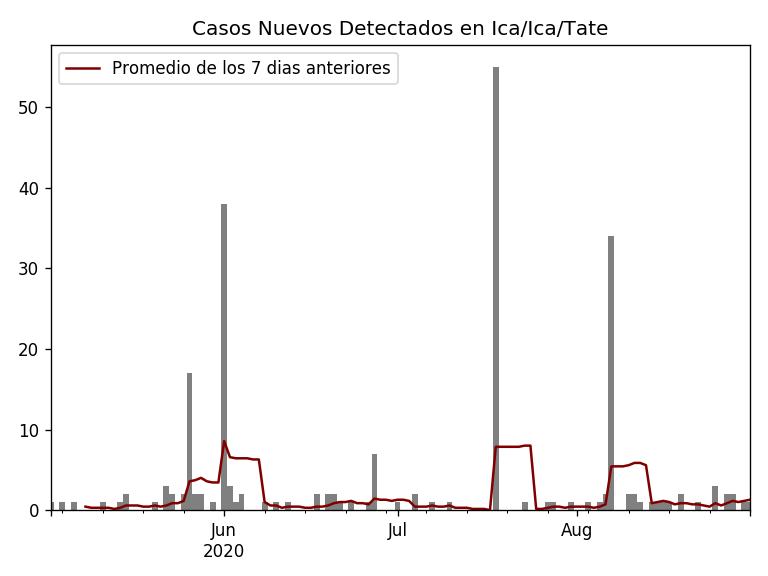 Casos Nuevos Detectados en Ica/Ica/Tate
Promedio de los 7 dias anteriores
50
40
30
20
10
0
Jun
2020
Jul
Aug